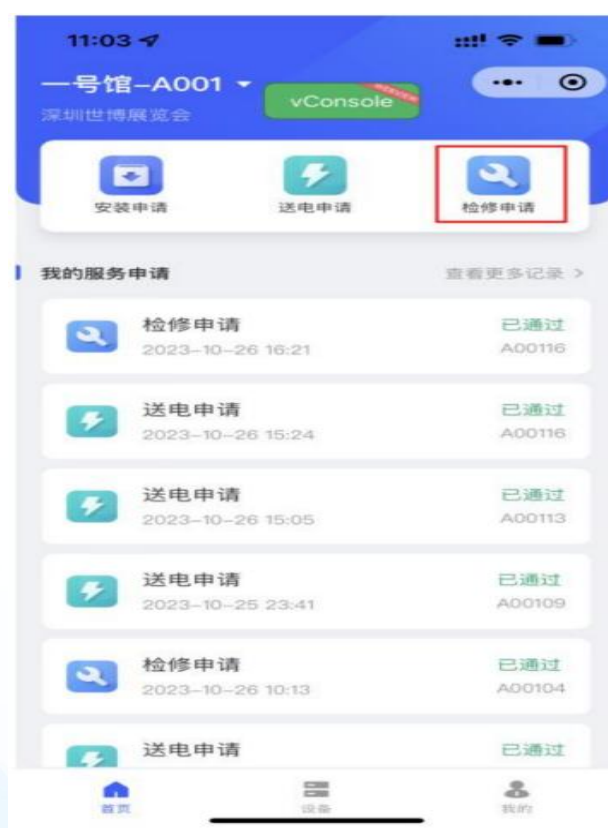 11:03
一号馆-A001
深圳世博展览会
vConsole
安装申请
送电申请
检修申请
我的服务申请
查看更多记录 >
检修申请
已通过
2023-10-26 16:21
A00116
送电申请
已通过
2023-10-26 15:24
A00116
送电申请
已通过
2023-10-26 15:05
A00113
送电申请
已通过
2023-10-25 23:41
A00109
检修申请
已通过
2023-10-26 10:13
A00104
送电申请
已通过
首页
设备
我的